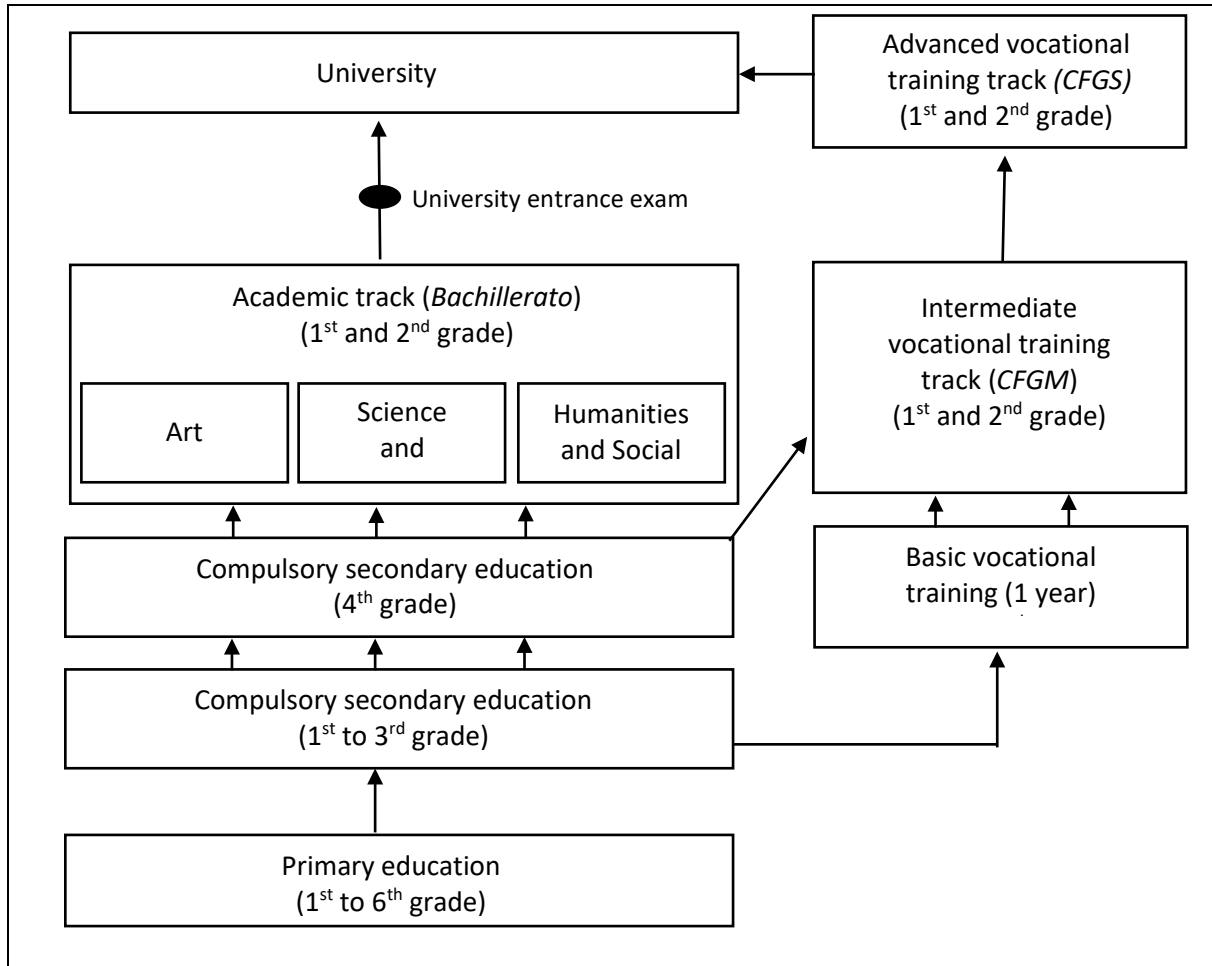 University
Advanced vocational
training track (CFGS)
(1st and 2nd grade)
University entrance exam
Academic track (Bachillerato)
(1st and 2nd grade)
Art
Science
and
Humanities
and Social
Intermediate
vocational training
track (CFGM)
(1st and 2nd grade)
Compulsory secondary education
(4th grade)
Basic vocational
training (1 year)
Compulsory secondary education
(1st to 3rd grade)
Primary education
(1st to 6th grade)